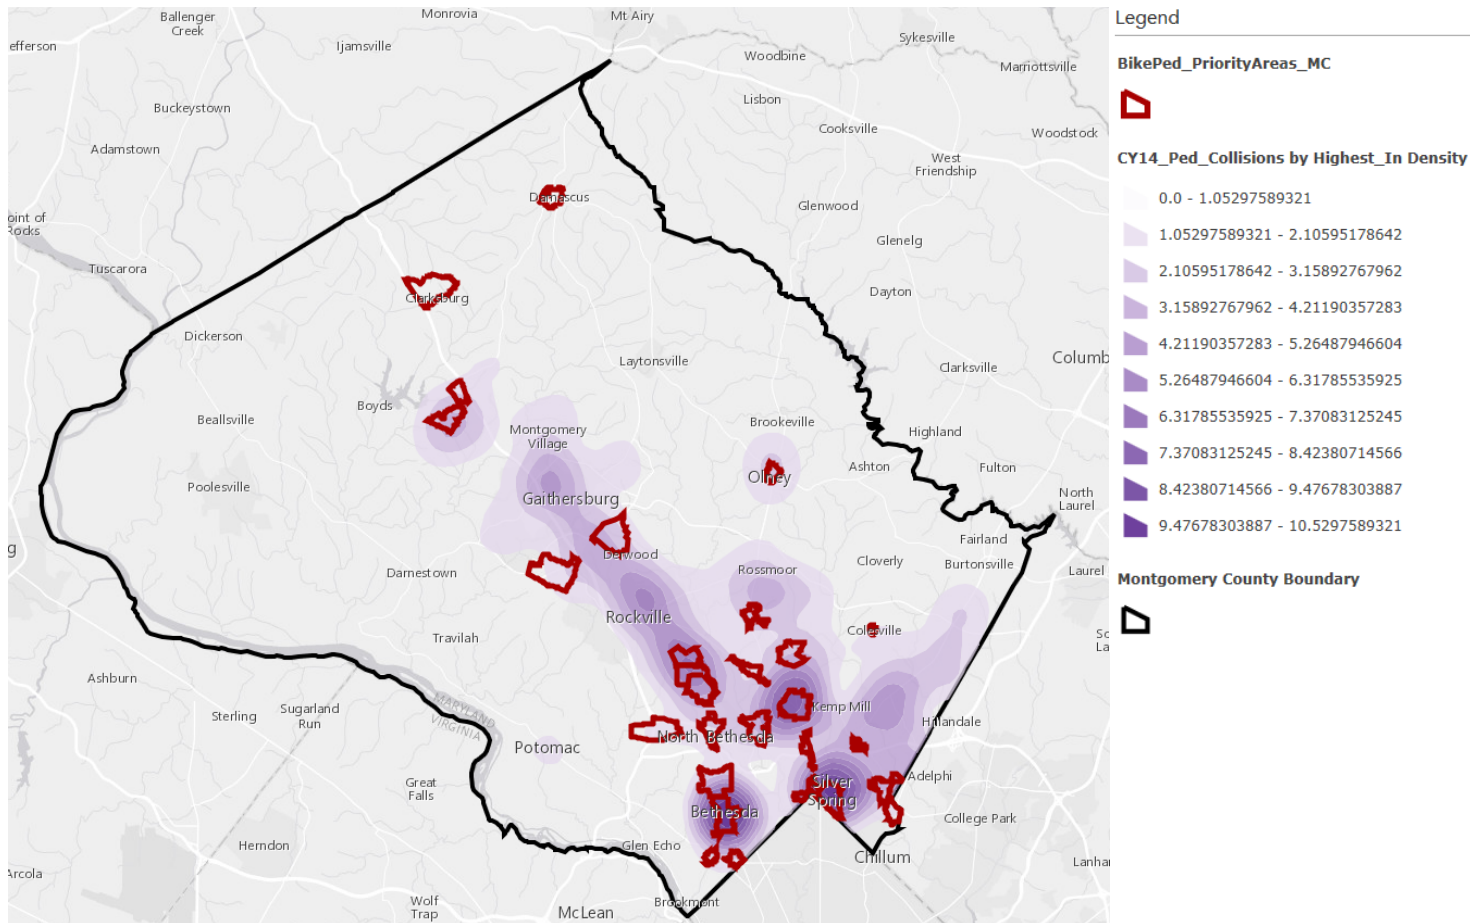 Ballenger
Creek
Monrovia
Mt Airy
Sykesville
efferson
Ijamsville
Woodbine
Marriottsville
Buckeystown
Lisbon
Cooksville
Woodstock
Adamstown
West
Friendship
Damascus
Glenwood
oint of
Rocks
Glenelg
Tuscarora
Clarksburg
Dayton
Dickerson
Laytonsville
Columb
Clarksville
Boyds
Beallsville
Montgomery
Village
Brookeville
Highland
Ashton
Fulton
Poolesville
Gaithersburg
Olney
North
Laurel
g
Derwood
Fairland
Darnestown
Rossmoor
Cloverly
Burtonsville
Laurel
Rockville
Travilah
Colesville
Sc
La
Ashburn
MARYLAND
VIRGINIA
Sterling
Sugarland
Run
Kemp Mill
Hillandale
North Bethesda
Potomac
Great
Falls
Silver
Spring
Adelphi
Bethesda
College Park
Herndon
Glen Echo
Chillum
Lanha
Arcola
Wolf
Trap
McLean
Brookmont
Legend
BikePed_PriorityAreas_MC
CY14_Ped_Collisions by Highest_In Density
0.0 - 1.05297589321
1.05297589321 - 2.10595178642
2.10595178642 - 3.15892767962
3.15892767962 - 4.21190357283
4.21190357283 - 5.26487946604
5.26487946604 - 6.31785535925
6.31785535925 - 7.37083125245
7.37083125245 - 8.42380714566
8.42380714566 - 9.47678303887
9.47678303887 - 10.5297589321
Montgomery County Boundary